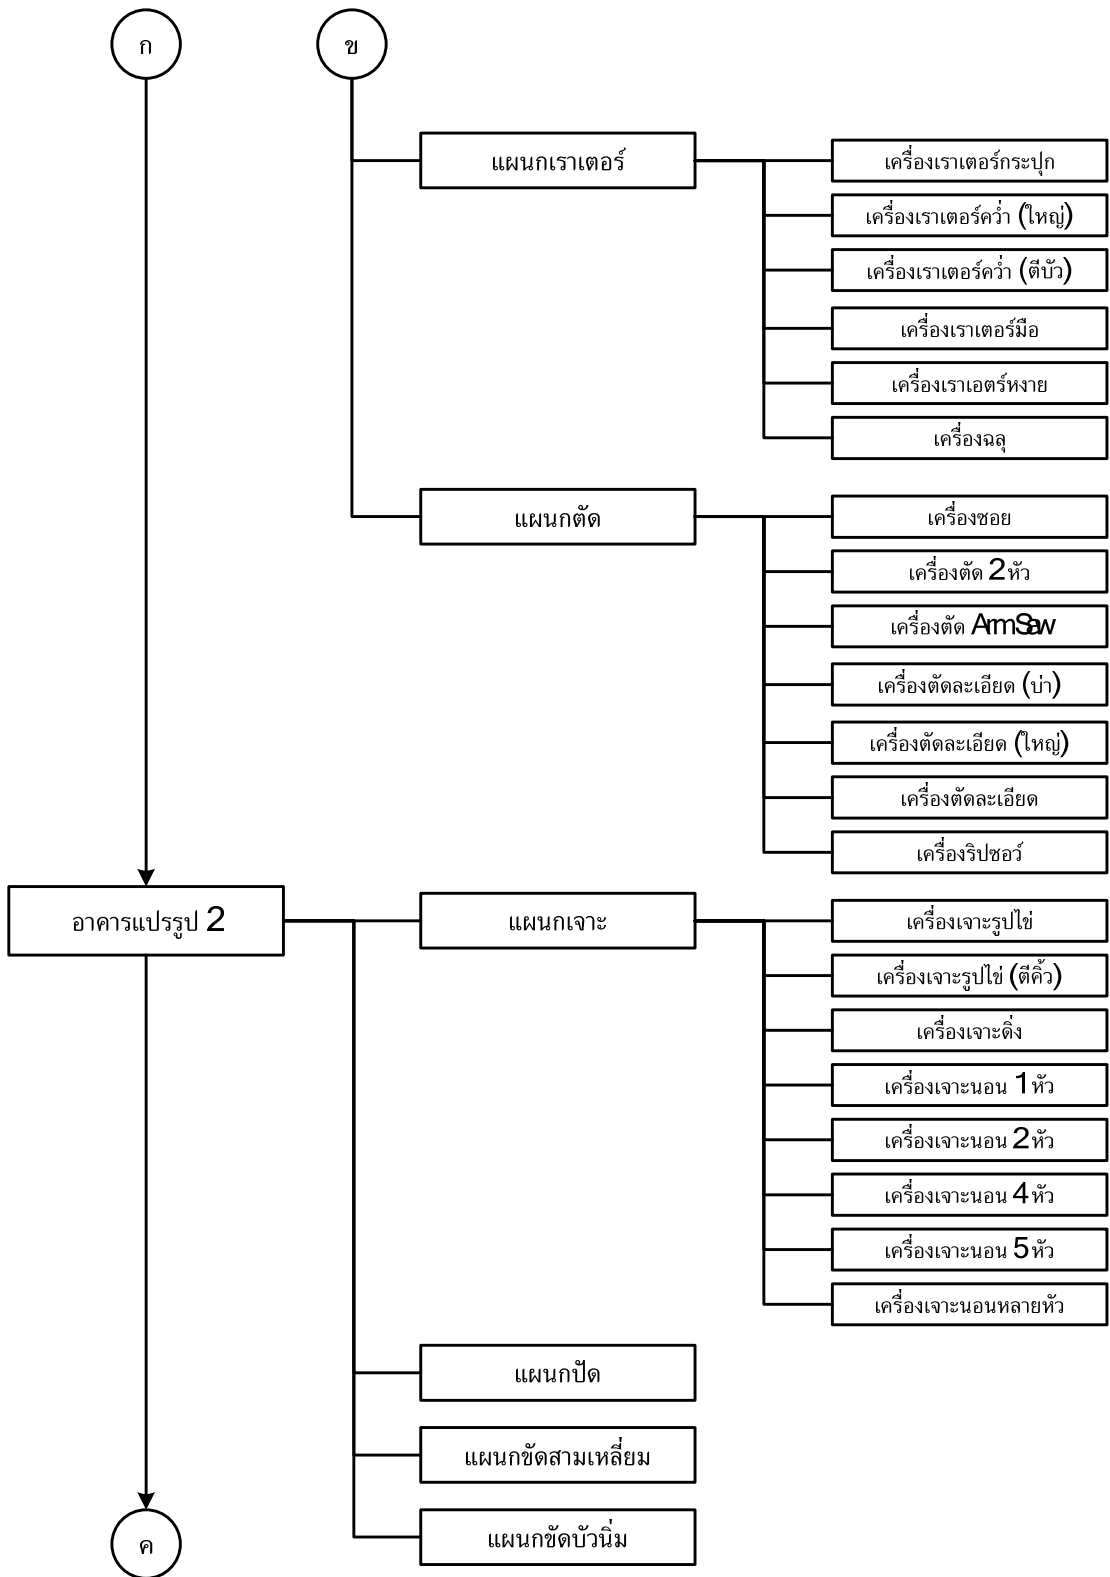 ก
ข
แผนกเราเตอร์
เครื่องเราเตอร์กระปุก
เครื่องเราเตอร์คว่ำ (ใหญ่)
เครื่องเราเตอร์คว่ำ (ตีบัว)
เครื่องเราเตอร์มือ
เครื่องเราเอตร์หงาย
เครื่องฉลุ
แผนกตัด
เครื่องซอย
เครื่องตัด 2 หัว
เครื่องตัด Arm Saw
เครื่องตัดละเอียด (บ่า)
เครื่องตัดละเอียด (ใหญ่)
เครื่องตัดละเอียด
เครื่องริปซอว์
อาคารแปรรูป 2
แผนกเจาะ
เครื่องเจาะรูปไข่
เครื่องเจาะรูปไข่ (ตีคิ้ว)
เครื่องเจาะดิ่ง
เครื่องเจาะนอน 1 หัว
เครื่องเจาะนอน 2 หัว
เครื่องเจาะนอน 4 หัว
เครื่องเจาะนอน 5 หัว
เครื่องเจาะนอนหลายหัว
แผนกปัด
แผนกขัดสามเหลี่ยม
แผนกขัดบัวนิ่ม
ค